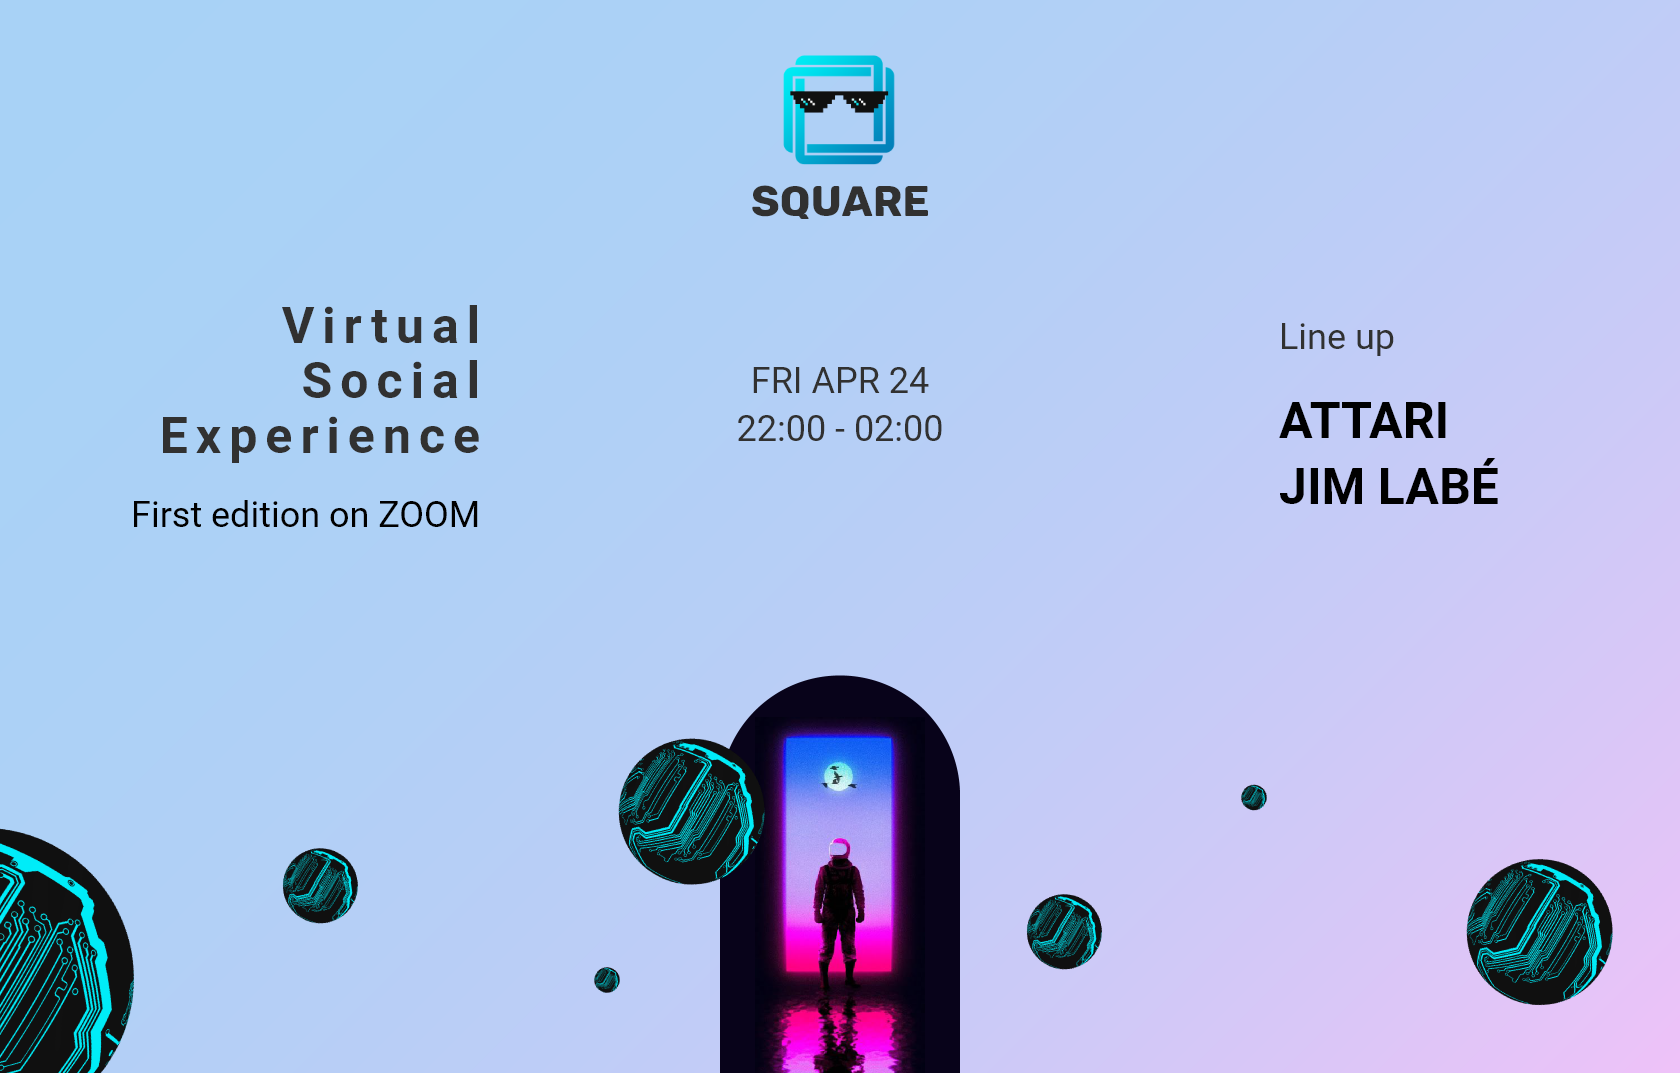 SQUARE
Virtual
Social
Experience
First edition on ZOOM
FRI APR 24
22:00 - 02:00
Line up
ATTARI
JIM LABÉ